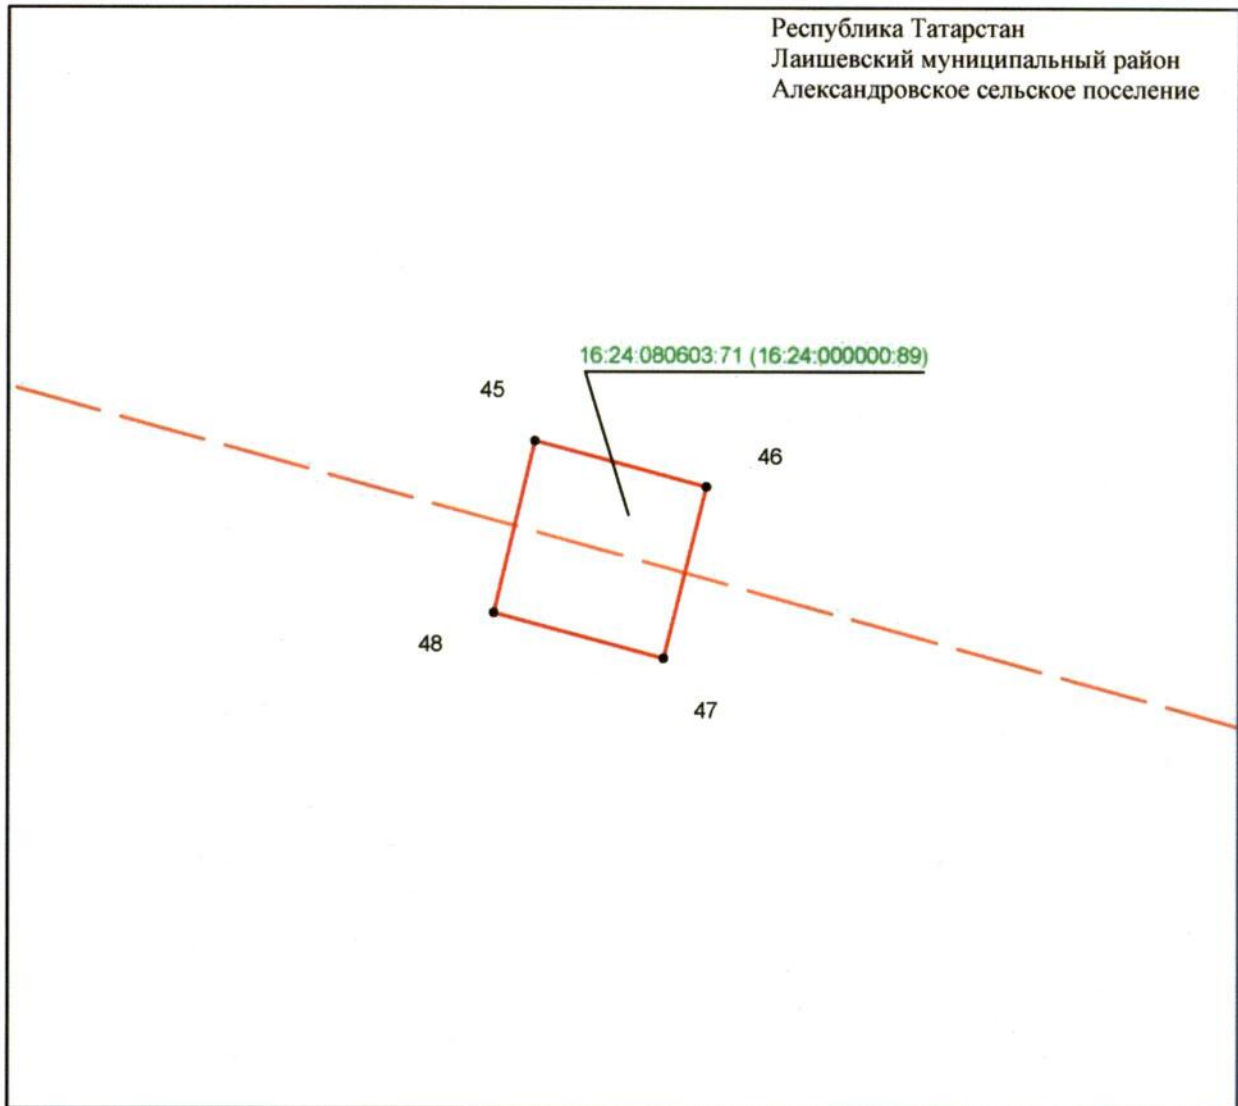 Республика Татарстан
Лаишевский муниципальный район
Александровское сельское поселение
16:24:080603:71 (16:24:000000:89)
45
46
48
47